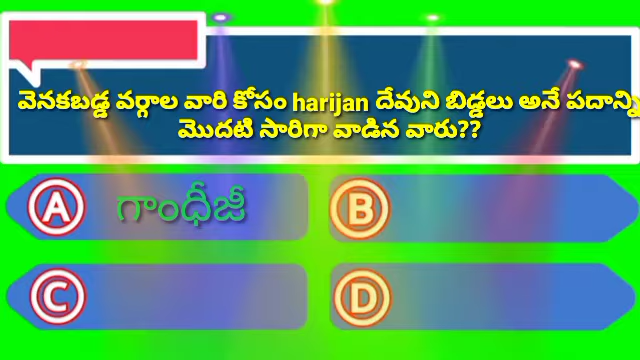 వెనకబడ్డ వర్గాల వారి కోసం harijan దేవుని బిడ్డలు అనే పదాన్ని
మొదటి సారిగా వాడిన వారు??
A గాంధీజీ B
C D